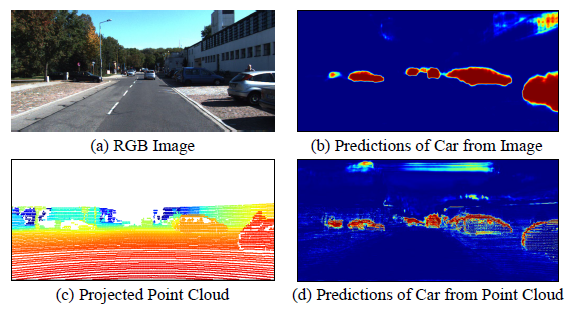 (a) RGB Image
(b) Predictions of Car from Image
(c) Projected Point Cloud
(d) Predictions of Car from Point Cloud